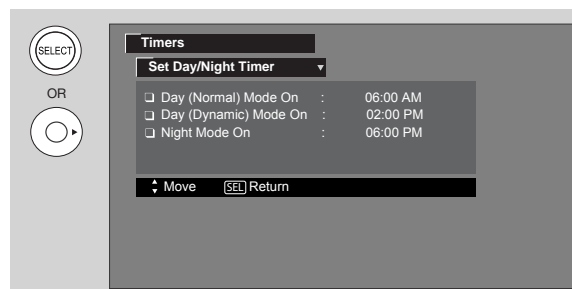 SELECT
OR
Timers
Set Day/Night Timer ▼
❏ Day (Normal) Mode On : 06:00 AM
❏ Day (Dynamic) Mode On : 02:00 PM
❏ Night Mode On : 06:00 PM
Move SEL Return